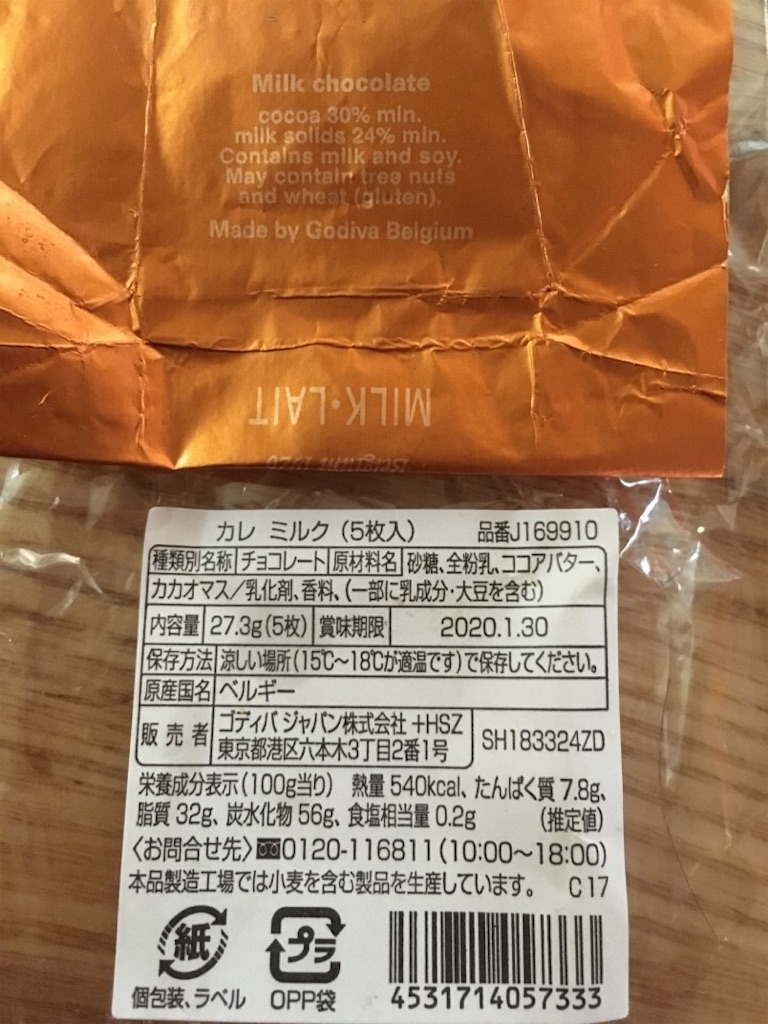 Milk chocolate
cocoa 30% min.
milk solids 24% min.
Contains milk and soy.
May contain tree nuts
and wheat (gluten).
Made by Godiva Belgium
MILK•LAIT
Belgium 1926
カレ ミルク (5枚入) 品番J169910
種類別名称 チョコレート 原材料名 砂糖、全粉乳、ココアバター、
カカオマス/乳化剤、香料、(一部に乳成分・大豆を含む)
内容量 27.3g(5枚) 賞味期限 2020.1.30
保存方法 涼しい場所(15℃~18℃が適温です)で保存してください。
原産国名 ベルギー
販売者 ゴディバ ジャパン株式会社 +HSZ
東京都港区六本木3丁目2番1号 SH183324ZD
栄養成分表示(100g当り) 熱量 540kcal、たんぱく質 7.8g、
脂質 32g、炭水化物 56g、食塩相当量 0.2g (推定値)
〈お問合せ先〉0120-116811(10:00~18:00)
本品製造工場では小麦を含む製品を生産しています。 C17
紙 プラ
個包装、ラベル OPP袋
4531714057333